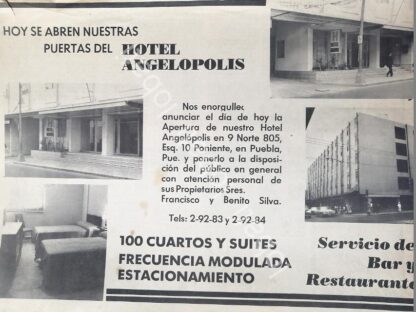 HOY SE ABREN NUESTRAS
PUERTAS DEL HOTEL
ANGELOPOLIS
Nos enorgullec
anunciar el día de hoy la
Apertura de nuestro Hotel
Angelópolis en 9 Norte 805,
Esq. 10 Poniente, en Puebla,
Pue. y ponerlo a la disposi-
ción del público en general
con atención personal de
sus Propietarios Sres.
Francisco y Benito Silva.
Tels: 2-92-83 y 2-92-84
100 CUARTOS Y SUITES
FRECUENCIA MODULADA
ESTACIONAMIENTO
Servicio de
Bar y
Restaurante